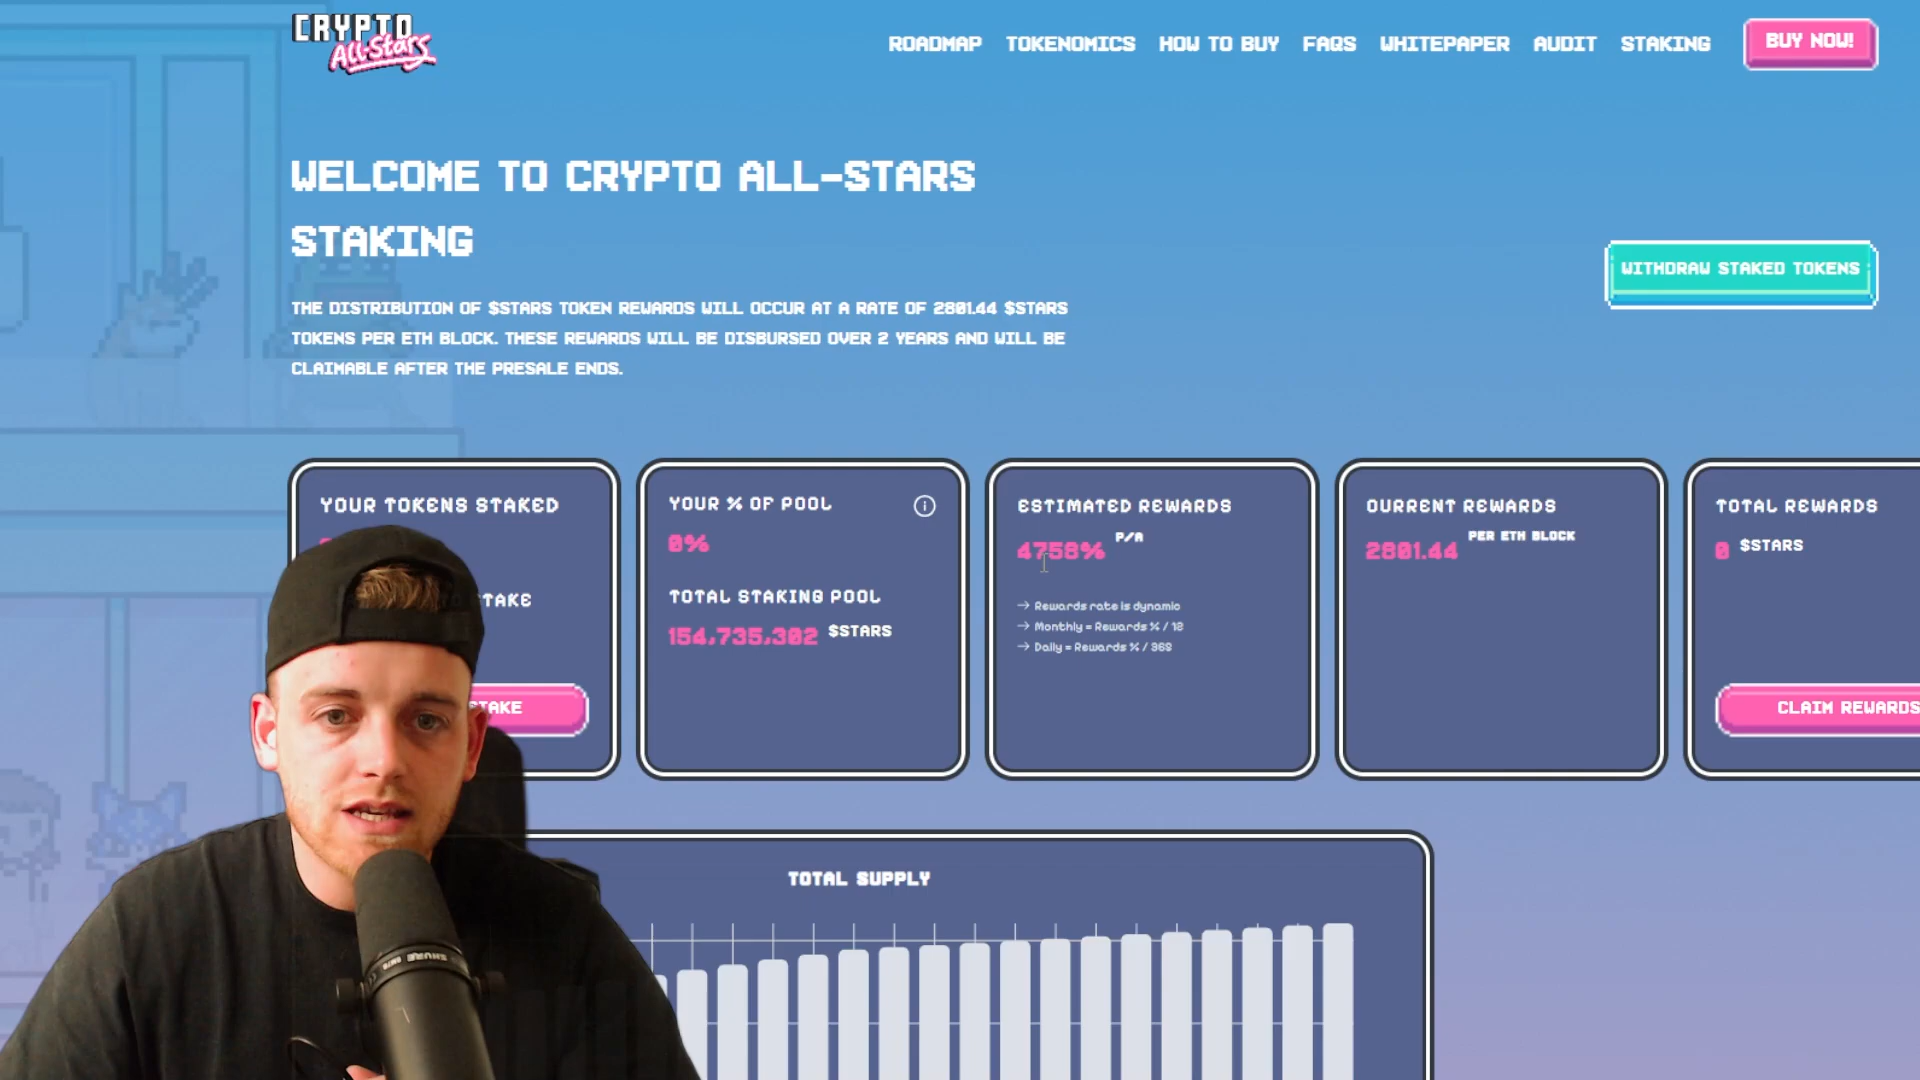 CRYPTO
All-Stars
ROADMAP TOKENOMICS HOW TO BUY FAQS WHITEPAPER AUDIT STAKING BUY NOW!
WELCOME TO CRYPTO ALL-STARS
STAKING
WITHDRAW STAKED TOKENS
THE DISTRIBUTION OF $STARS TOKEN REWARDS WILL OCCUR AT A RATE OF 2801.44 $STARS
TOKENS PER ETH BLOCK. THESE REWARDS WILL BE DISBURSED OVER 2 YEARS AND WILL BE
CLAIMABLE AFTER THE PRESALE ENDS.
YOUR TOKENS STAKED
TAKE
YOUR % OF POOL
0%
TOTAL STAKING POOL
154,735,302 $STARS
ESTIMATED REWARDS
4758% P/A
→ Rewards rate is dynamic
→ Monthly = Rewards % / 12
→ Daily = Rewards % / 365
CURRENT REWARDS
2801.44 PER ETH BLOCK
TOTAL REWARDS
0 $STARS
CLAIM REWARDS
TOTAL SUPPLY
SHURE